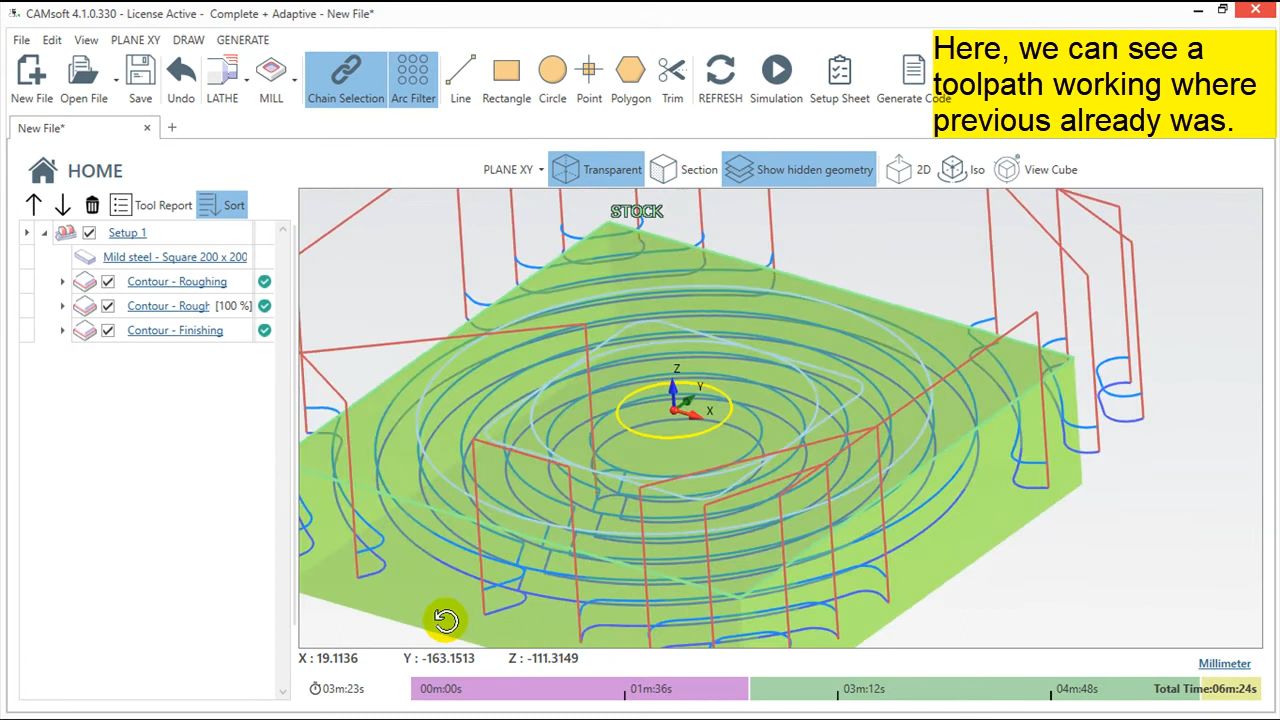 CAMsoft 4.1.0.330 - License Active - Complete + Adaptive - New File*
File Edit View PLANE XY DRAW GENERATE
New File Open File Save Undo LATHE MILL Chain Selection Arc Filter Line Rectangle Circle Point Polygon Trim REFRESH Simulation Setup Sheet Generate Code
Here, we can see a
toolpath working where
previous already was.
New File*
HOME
PLANE XY Transparent Section Show hidden geometry 2D Iso View Cube
Tool Report Sort
Setup 1
Mild steel - Square 200 x 200
Contour - Roughing
Contour - Rough [100 %]
Contour - Finishing
STOCK
Z
Y
X
X : 19.1136 Y : -163.1513 Z : -111.3149
Millimeter
03m:23s 00m:00s 01m:36s 03m:12s 04m:48s Total Time:06m:24s